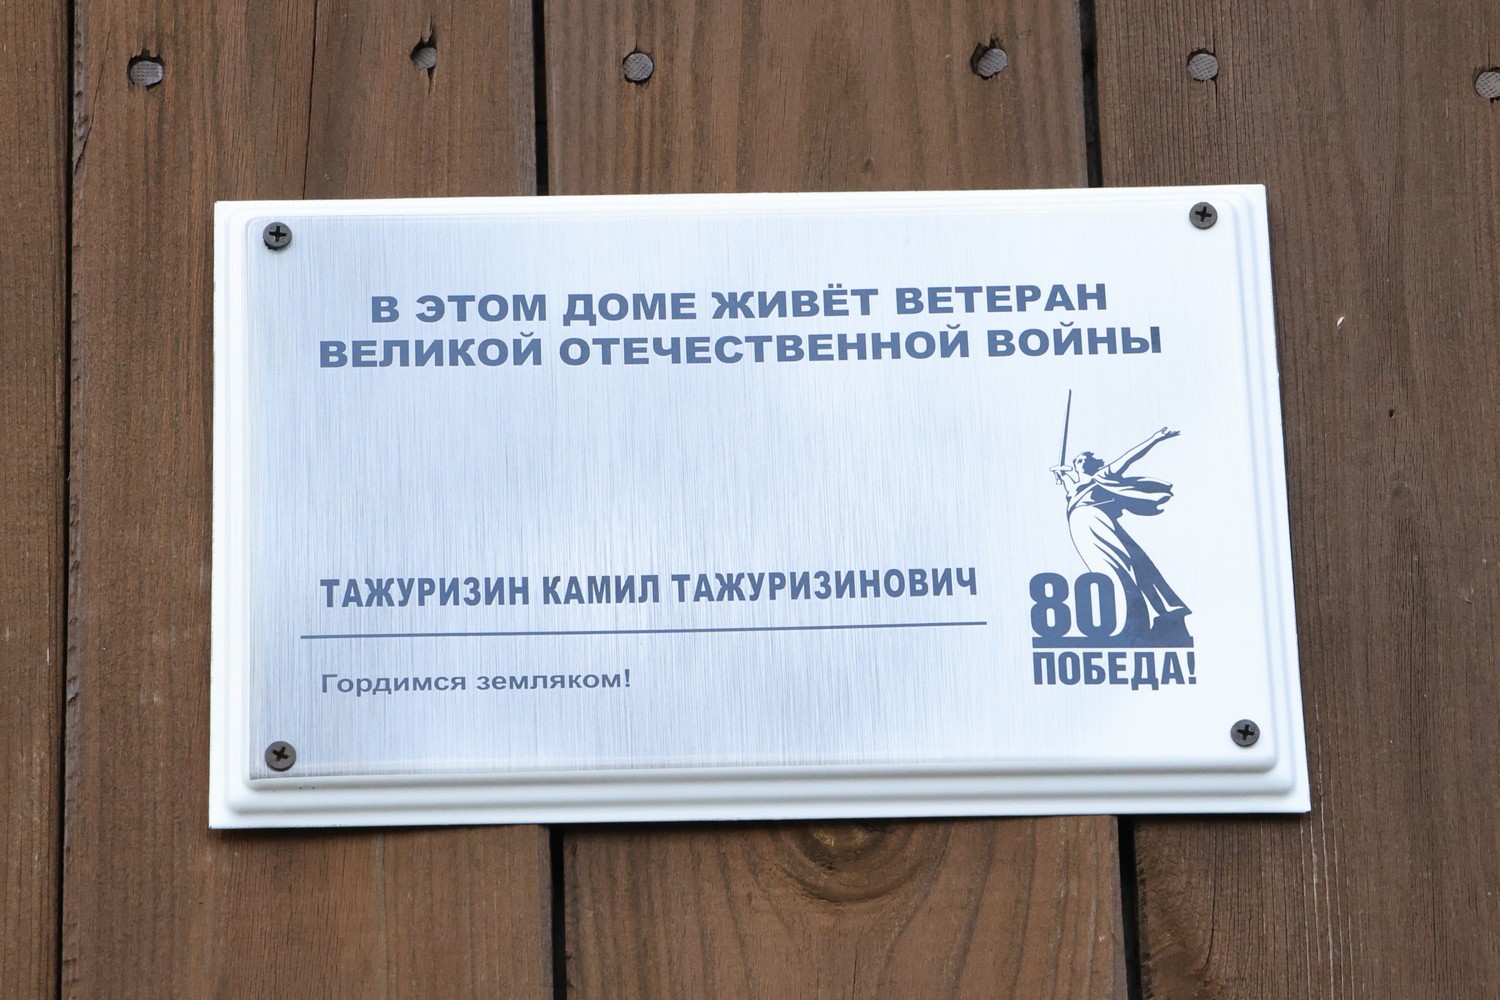 В ЭТОМ ДОМЕ ЖИВЁТ ВЕТЕРАН
ВЕЛИКОЙ ОТЕЧЕСТВЕННОЙ ВОЙНЫ
ТАЖУРИЗИН КАМИЛ ТАЖУРИЗИНОВИЧ
Гордимся земляком!
80
ПОБЕДА!